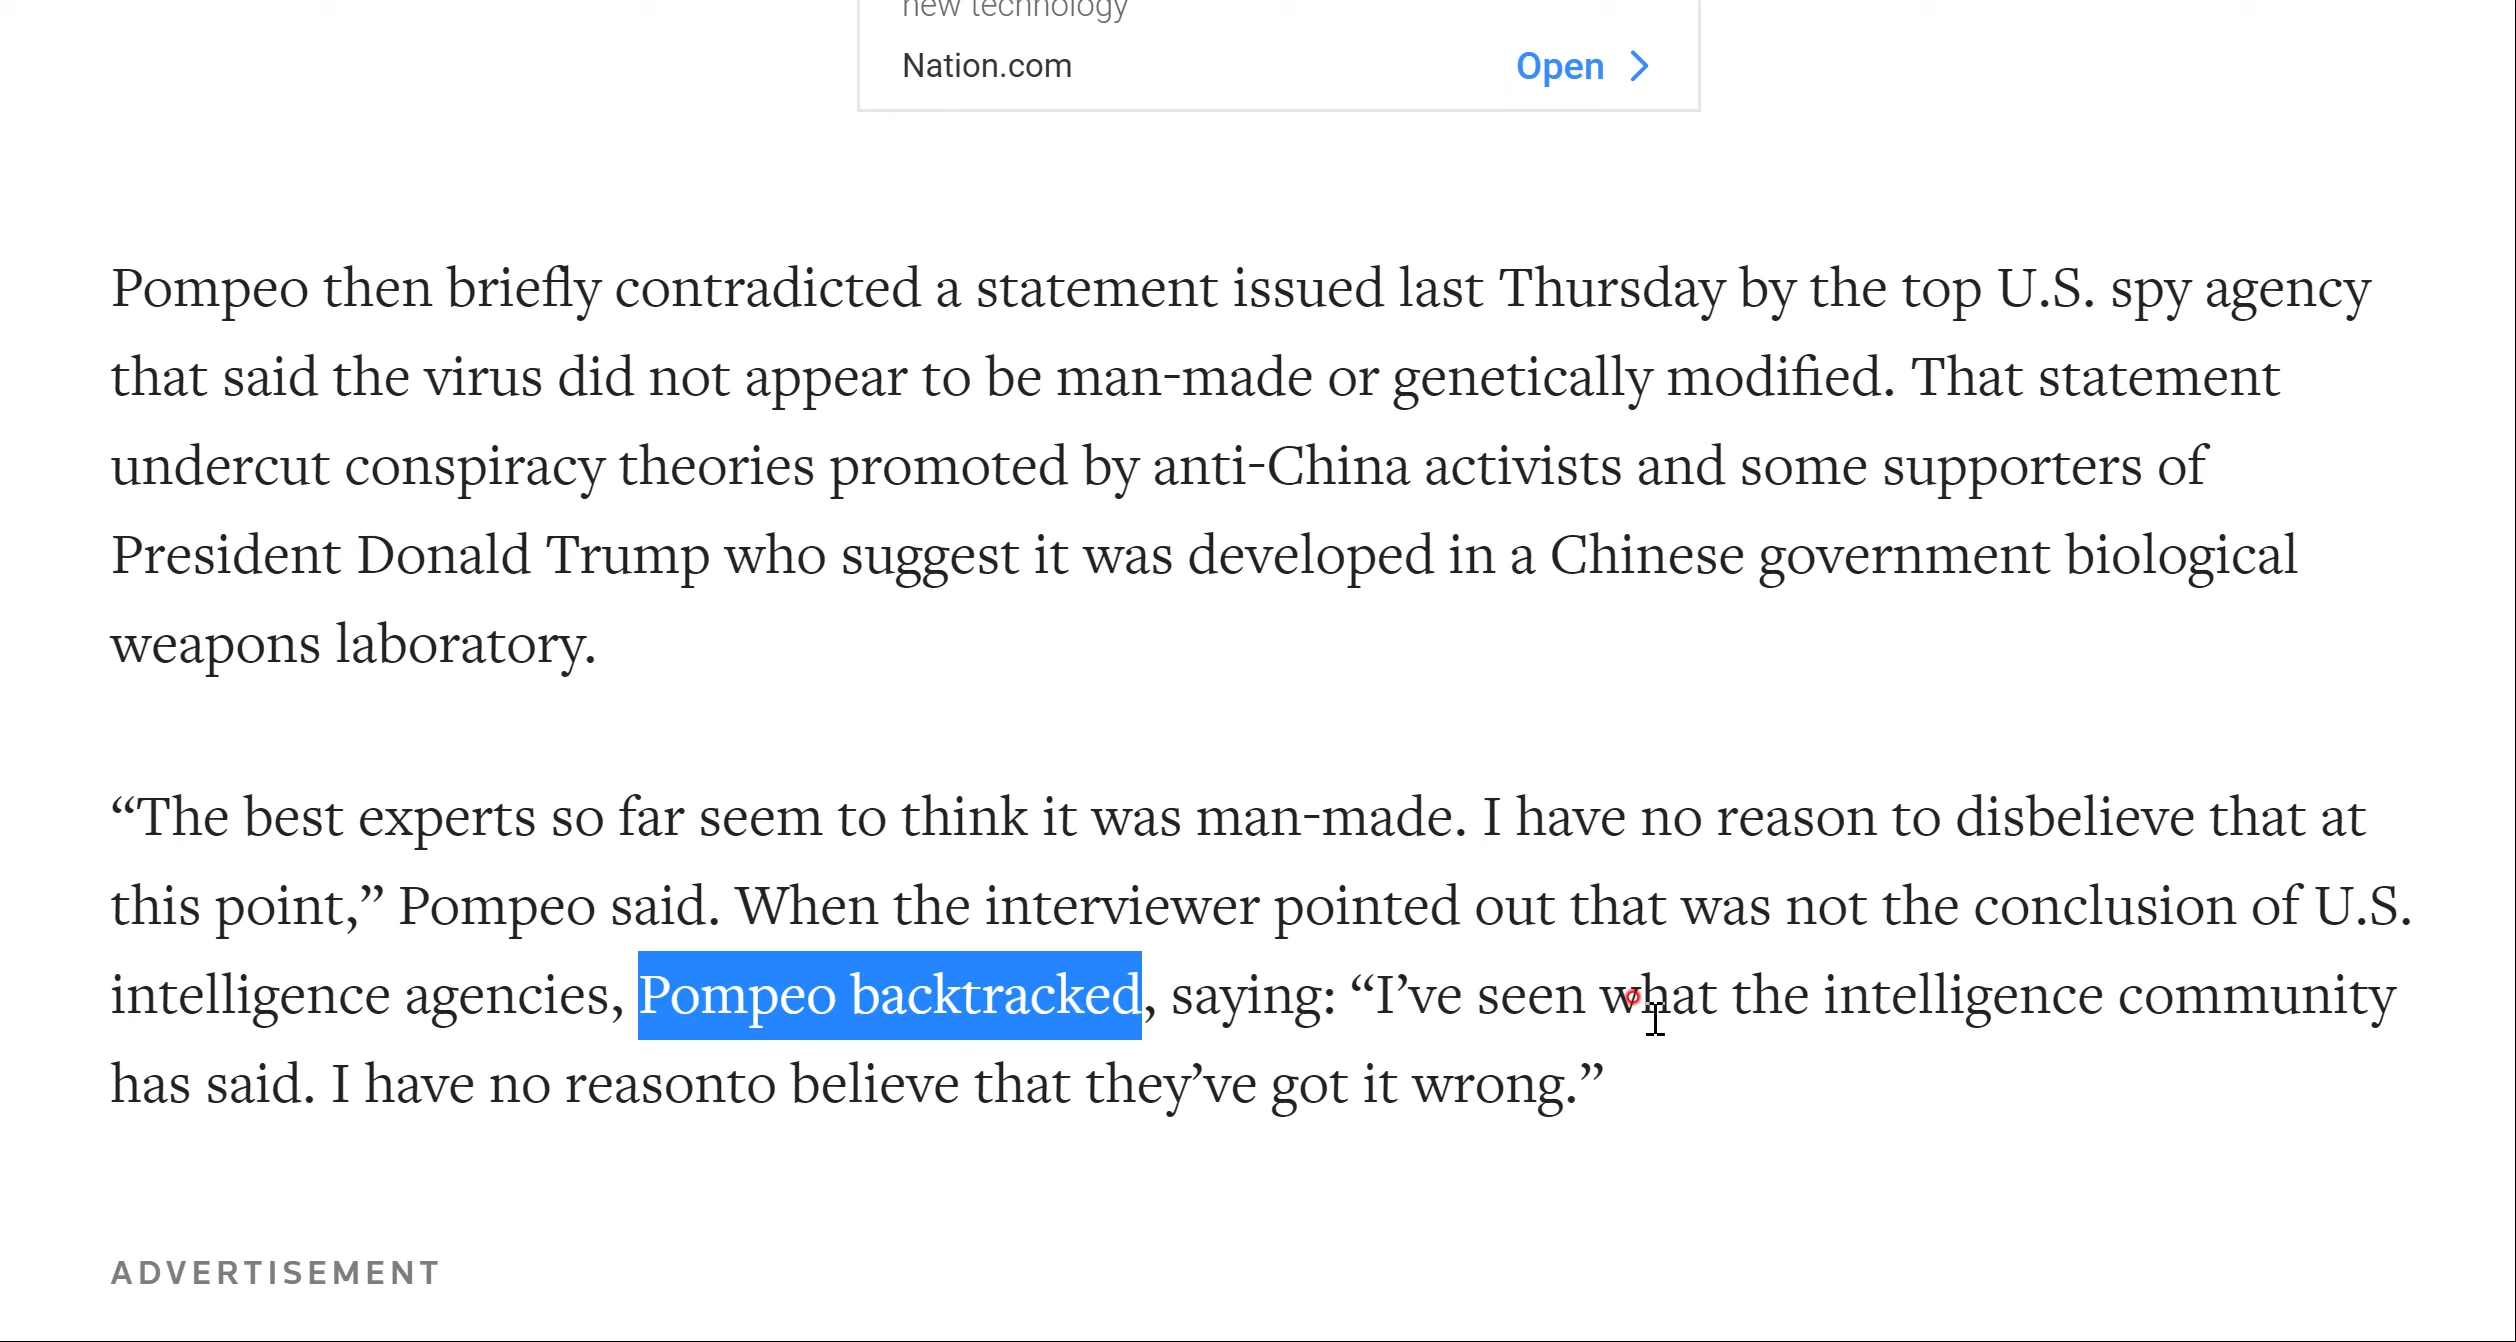 new technology
Nation.com
Open
Pompeo then briefly contradicted a statement issued last Thursday by the top U.S. spy agency
that said the virus did not appear to be man-made or genetically modified. That statement
undercut conspiracy theories promoted by anti-China activists and some supporters of
President Donald Trump who suggest it was developed in a Chinese government biological
weapons laboratory.
“The best experts so far seem to think it was man-made. I have no reason to disbelieve that at
this point,” Pompeo said. When the interviewer pointed out that was not the conclusion of U.S.
intelligence agencies, Pompeo backtracked, saying: “I’ve seen what the intelligence community
has said. I have no reasonto believe that they’ve got it wrong.”
ADVERTISEMENT